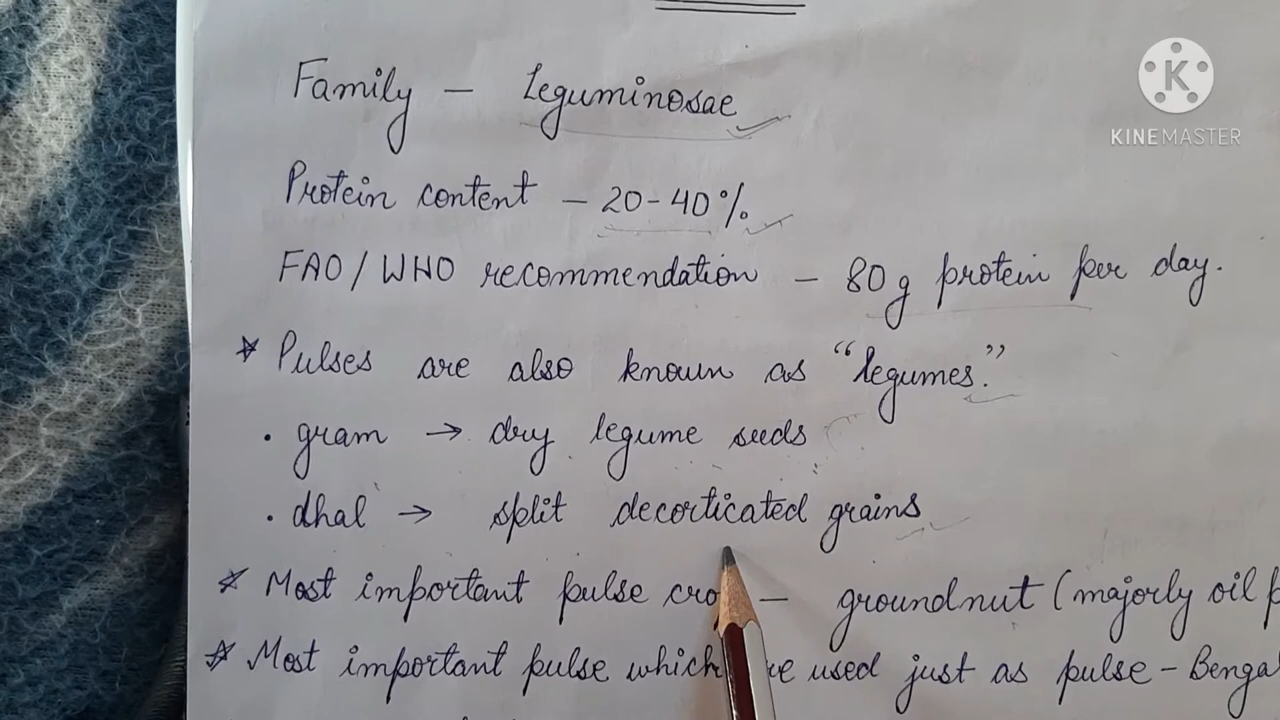 Family – Leguminosae
K
KINEMASTER
Protein content – 20-40%
FAO/WHO recommendation – 80g protein per day.
* Pulses are also known as "legumes."
• gram → dry legume seeds
• dhal → split decorticated grains
* Most important pulse – groundnut (majorly oil
* Most important pulse which used just as pulse –